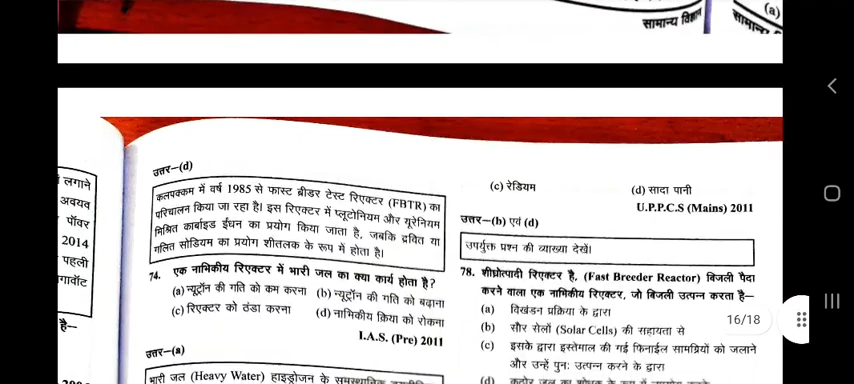 सामान्य विज्ञान
(a)
लगाने
अवयव
पॉवर
2014
पहली
गावॉट
है—
उत्तर—(d)
कलपक्कम में वर्ष 1985 से फास्ट ब्रीडर टेस्ट रिएक्टर (FBTR) का
परिचालन किया जा रहा है। इस रिएक्टर में प्लूटोनियम और यूरेनियम
मिश्रित कार्बाइड ईंधन का प्रयोग किया जाता है, जबकि द्रवित या
गलित सोडियम का प्रयोग शीतलक के रूप में होता है।
74. एक नाभिकीय रिएक्टर में भारी जल का क्या कार्य होता है?
(a) न्यूट्रॉन की गति को कम करना (b) न्यूट्रॉन की गति को बढ़ाना
(c) रिएक्टर को ठंडा करना (d) नाभिकीय क्रिया को रोकना
I.A.S. (Pre) 2011
उत्तर—(a)
भारी जल (Heavy Water) हाइड्रोजन के समस्थानिक
(c) रेडियम (d) सादा पानी
U.P.P.C.S (Mains) 2011
उत्तर—(b) एवं (d)
उपर्युक्त प्रश्न की व्याख्या देखें।
78. शीघ्रोत्पादी रिएक्टर है, (Fast Breeder Reactor) बिजली पैदा
करने वाला एक नाभिकीय रिएक्टर, जो बिजली उत्पन्न करता है—
(a) विखंडन प्रक्रिया के द्वारा
(b) सौर सेलों (Solar Cells) की सहायता से
(c) इसके द्वारा इस्तेमाल की गई फिनाईल सामग्रियों को जलाने
और उन्हें पुनः उत्पन्न करने के द्वारा
(d) कठोर जल का शोधक के रूप में
16/18